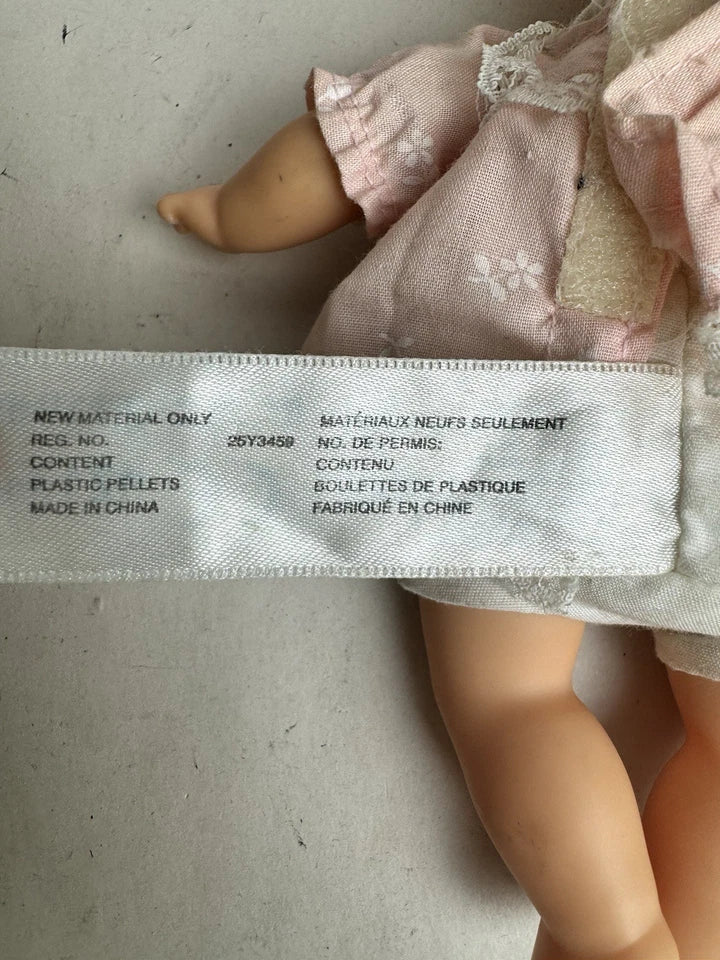 NEW MATERIAL ONLY
REG. NO. 25Y3459
CONTENT
PLASTIC PELLETS
MADE IN CHINA
MATÉRIAUX NEUFS SEULEMENT
NO. DE PERMIS:
CONTENU
BOULETTES DE PLASTIQUE
FABRIQUÉ EN CHINE